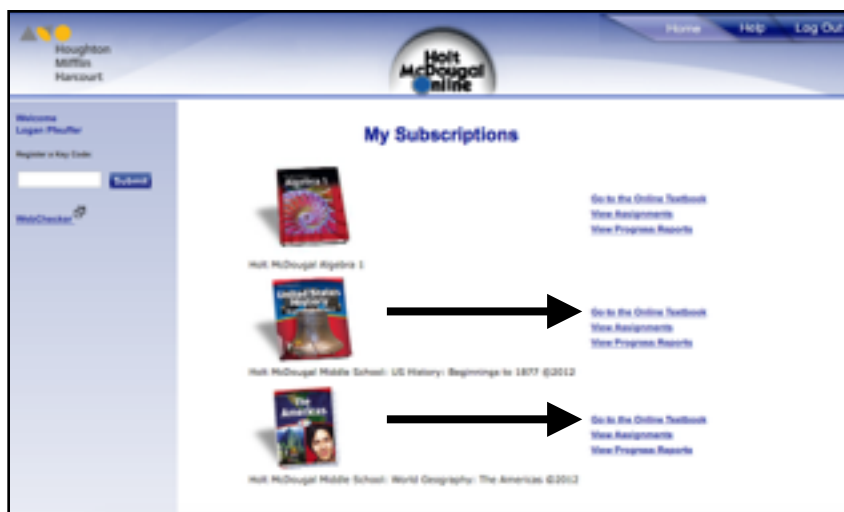 Houghton
Mifflin
Harcourt
Holt
McDougal
Online
Home Help Log Out
Welcome
Logan Pfeuffer
Register a Key Code:
Submit
WebChecker
My Subscriptions
Algebra 1
Go to the Online Textbook
View Assignments
View Progress Reports
Holt McDougal Algebra 1
United States
History
Go to the Online Textbook
View Assignments
View Progress Reports
Holt McDougal Middle School: US History: Beginnings to 1877 ©2012
The
Americas
Go to the Online Textbook
View Assignments
View Progress Reports
Holt McDougal Middle School: World Geography: The Americas ©2012